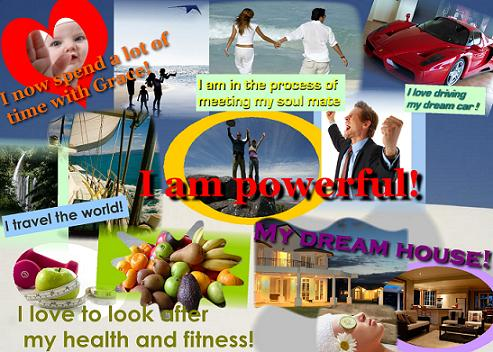 I now spend a lot of
time with Grace!
I am in the process of
meeting my soul mate
I love driving
my dream car !
I am powerful!
I travel the world!
My dream house!
I love to look after
my health and fitness!